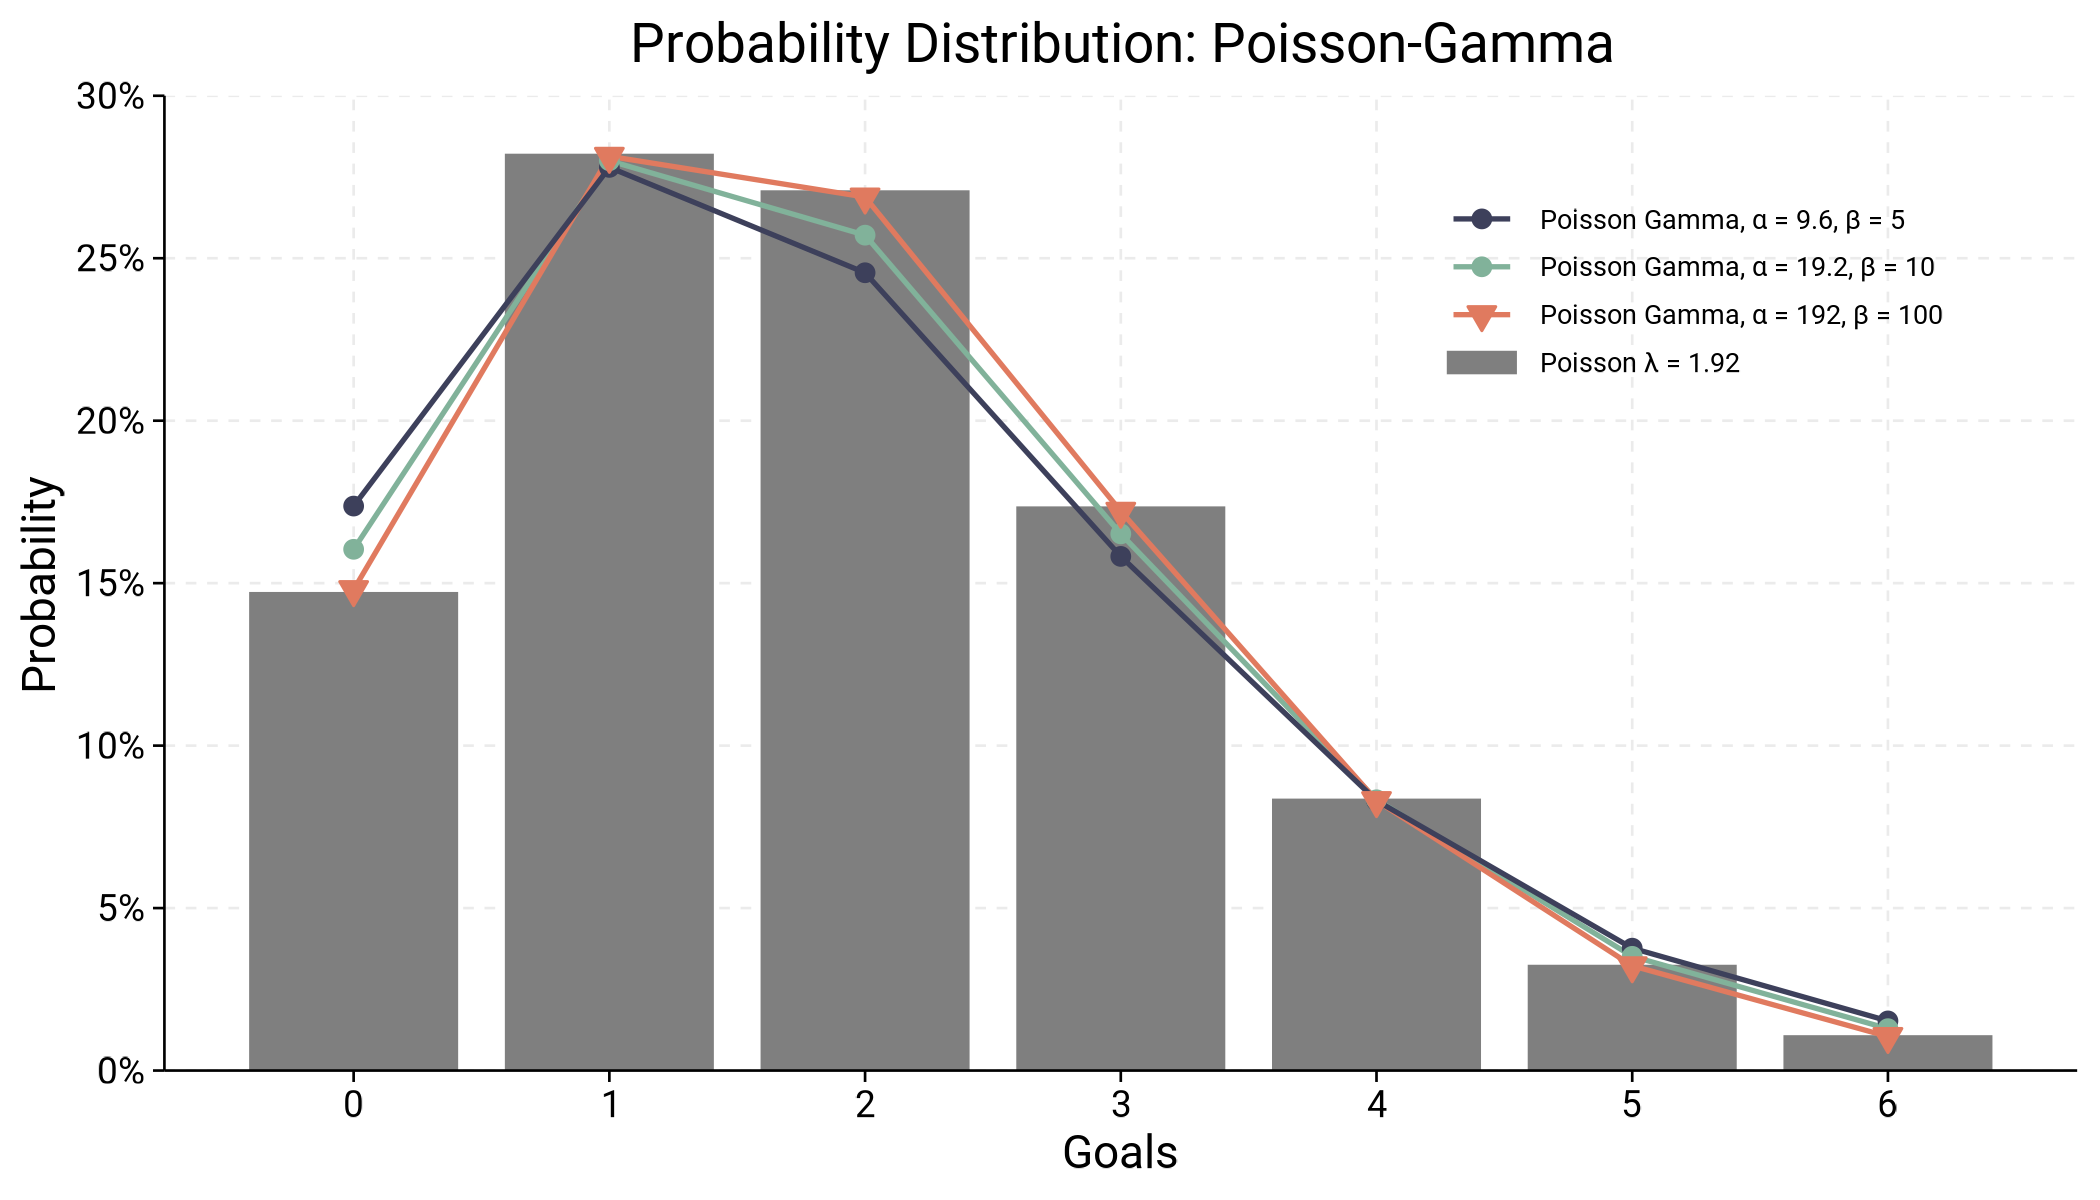 Probability Distribution: Poisson-Gamma
30%
25%
20%
15%
10%
5%
0%
Probability
Poisson Gamma, α = 9.6, β = 5
Poisson Gamma, α = 19.2, β = 10
Poisson Gamma, α = 192, β = 100
Poisson λ = 1.92
0 1 2 3 4 5 6
Goals